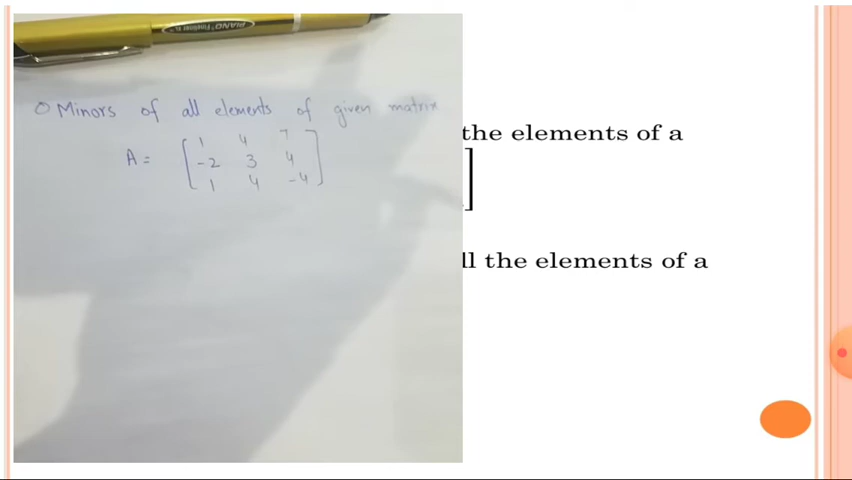 PIANO
Minors of all elements of given matrix
the elements of a
A = [ 1 4 7
-2 3 4
1 4 -4 ]
]
ll the elements of a